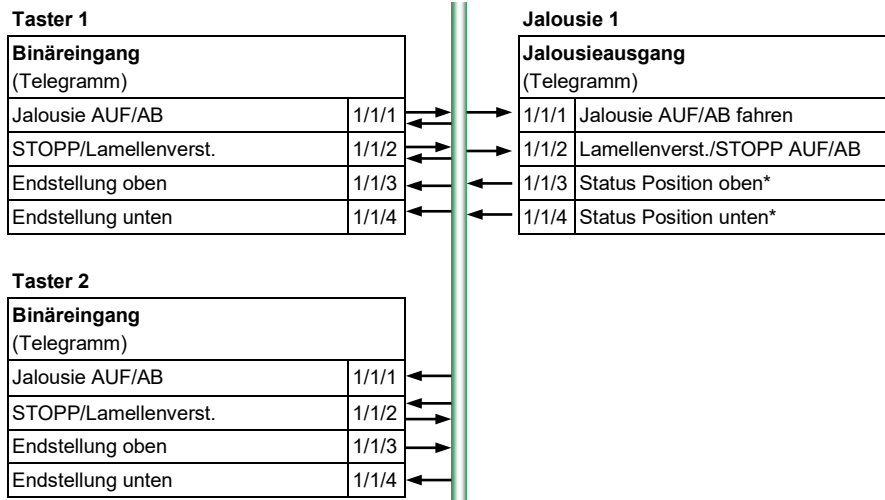 Taster 1
Binäreingang
(Telegramm)
Jalousie AUF/AB 1/1/1
STOPP/Lamellenverst. 1/1/2
Endstellung oben 1/1/3
Endstellung unten 1/1/4
Jalousie 1
Jalousieausgang
(Telegramm)
1/1/1 Jalousie AUF/AB fahren
1/1/2 Lamellenverst./STOPP AUF/AB
1/1/3 Status Position oben*
1/1/4 Status Position unten*
Taster 2
Binäreingang
(Telegramm)
Jalousie AUF/AB 1/1/1
STOPP/Lamellenverst. 1/1/2
Endstellung oben 1/1/3
Endstellung unten 1/1/4